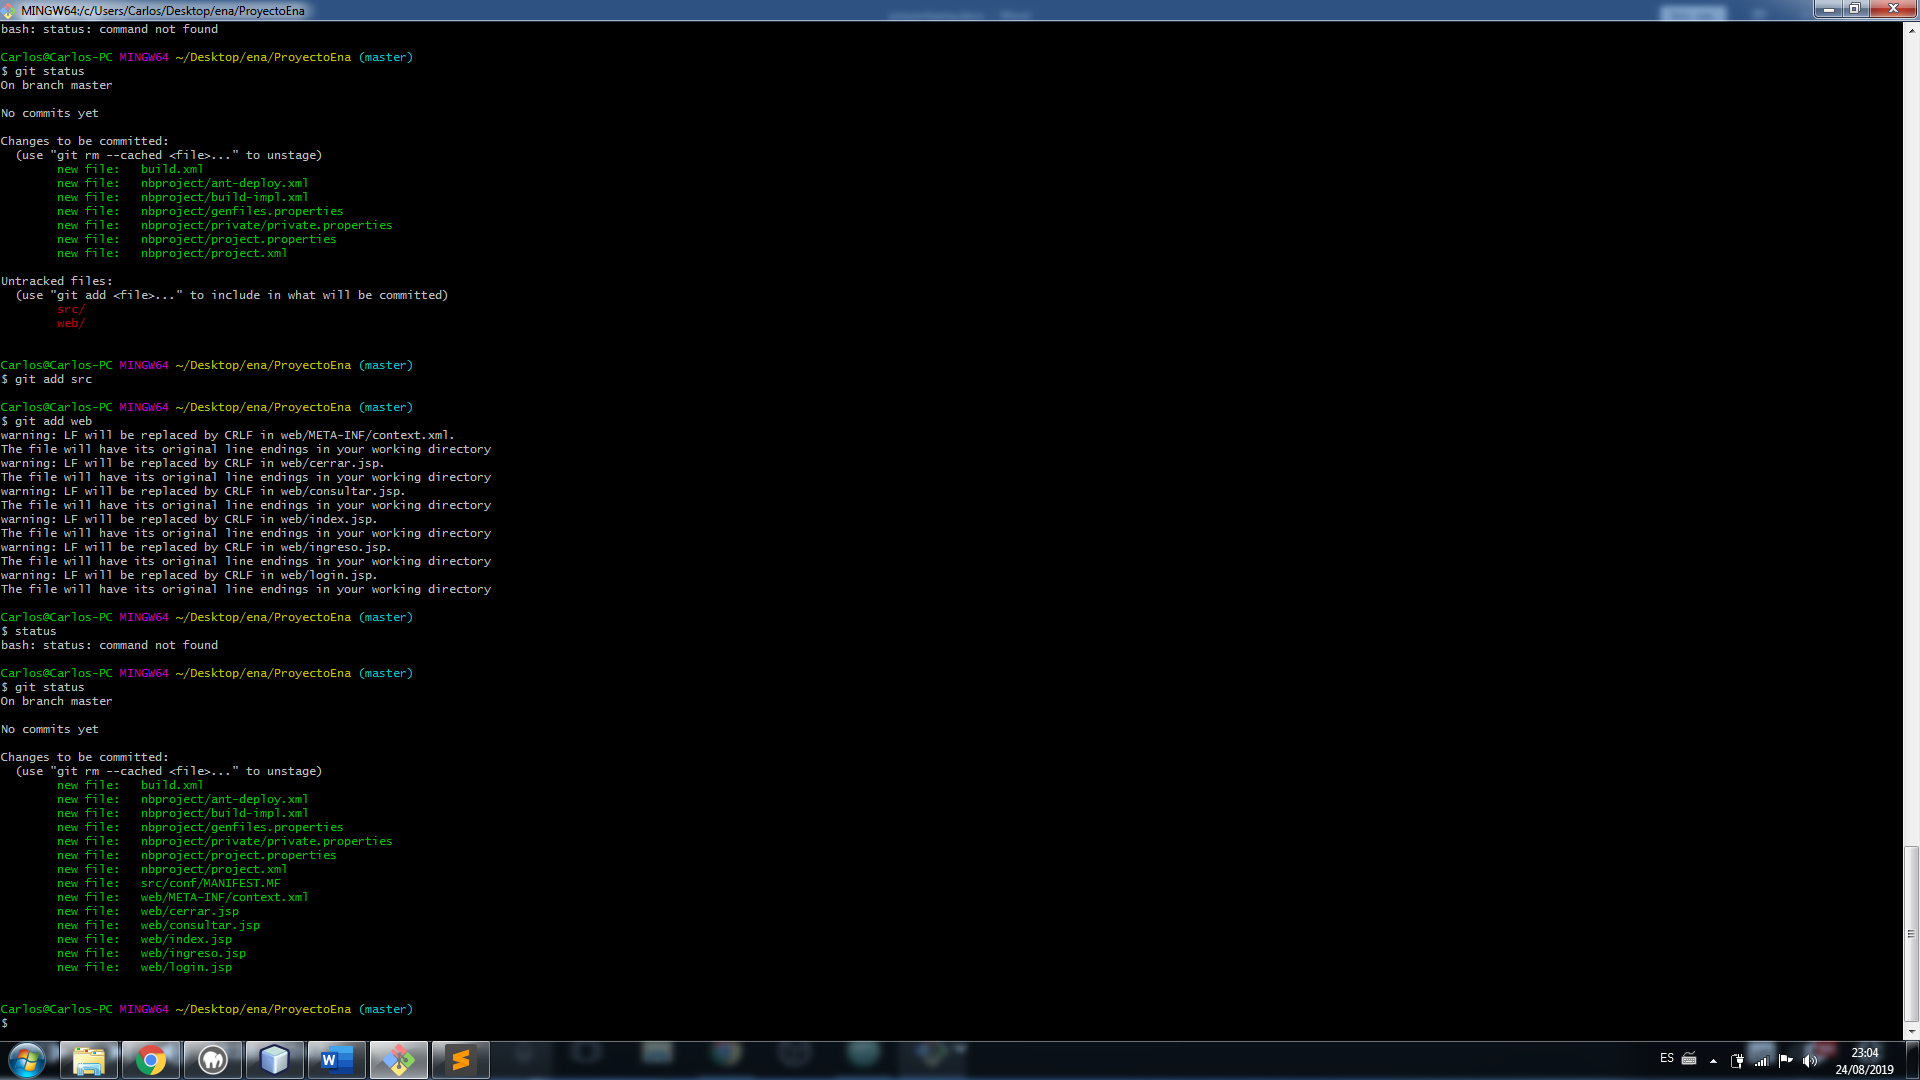 MINGW64:/c/Users/Carlos/Desktop/ena/ProyectoEna
bash: status: command not found
Carlos@Carlos-PC MINGW64 ~/Desktop/ena/ProyectoEna (master)
$ git status
On branch master
No commits yet
Changes to be committed:
  (use "git rm --cached <file>..." to unstage)
        new file:   build.xml
        new file:   nbproject/ant-deploy.xml
        new file:   nbproject/build-impl.xml
        new file:   nbproject/genfiles.properties
        new file:   nbproject/private/private.properties
        new file:   nbproject/project.properties
        new file:   nbproject/project.xml
Untracked files:
  (use "git add <file>..." to include in what will be committed)
        src/
        web/
Carlos@Carlos-PC MINGW64 ~/Desktop/ena/ProyectoEna (master)
$ git add src
Carlos@Carlos-PC MINGW64 ~/Desktop/ena/ProyectoEna (master)
$ git add web
warning: LF will be replaced by CRLF in web/META-INF/context.xml.
The file will have its original line endings in your working directory
warning: LF will be replaced by CRLF in web/cerrar.jsp.
The file will have its original line endings in your working directory
warning: LF will be replaced by CRLF in web/consultar.jsp.
The file will have its original line endings in your working directory
warning: LF will be replaced by CRLF in web/index.jsp.
The file will have its original line endings in your working directory
warning: LF will be replaced by CRLF in web/ingreso.jsp.
The file will have its original line endings in your working directory
warning: LF will be replaced by CRLF in web/login.jsp.
The file will have its original line endings in your working directory
Carlos@Carlos-PC MINGW64 ~/Desktop/ena/ProyectoEna (master)
$ status
bash: status: command not found
Carlos@Carlos-PC MINGW64 ~/Desktop/ena/ProyectoEna (master)
$ git status
On branch master
No commits yet
Changes to be committed:
  (use "git rm --cached <file>..." to unstage)
        new file:   build.xml
        new file:   nbproject/ant-deploy.xml
        new file:   nbproject/build-impl.xml
        new file:   nbproject/genfiles.properties
        new file:   nbproject/private/private.properties
        new file:   nbproject/project.properties
        new file:   nbproject/project.xml
        new file:   src/conf/MANIFEST.MF
        new file:   web/META-INF/context.xml
        new file:   web/cerrar.jsp
        new file:   web/consultar.jsp
        new file:   web/index.jsp
        new file:   web/ingreso.jsp
        new file:   web/login.jsp
Carlos@Carlos-PC MINGW64 ~/Desktop/ena/ProyectoEna (master)
$
ES
23:04
24/08/2019